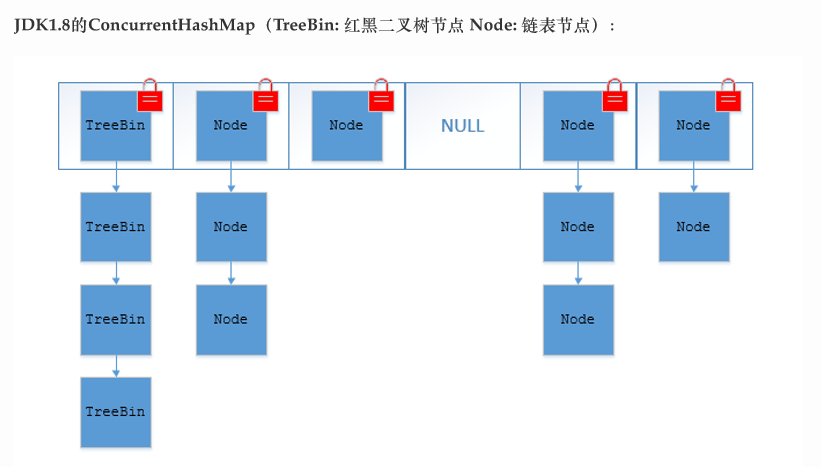 JDK1.8的ConcurrentHashMap（TreeBin: 红黑二叉树节点 Node: 链表节点）:
TreeBin Node Node NULL Node Node
TreeBin Node Node Node
TreeBin Node Node
TreeBin